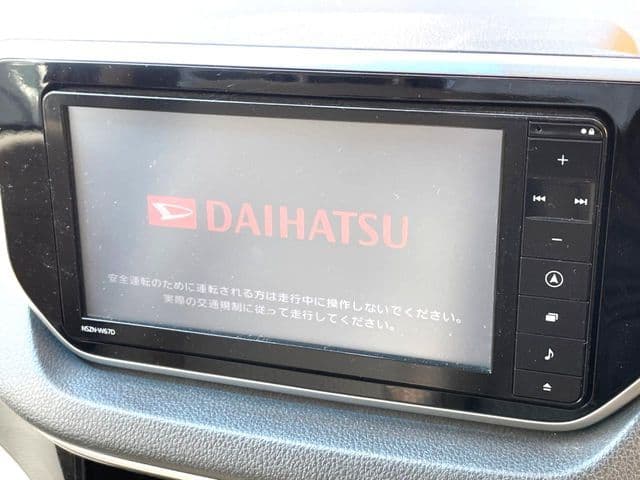 DAIHATSU
安全運転のために運転される方は走行中に操作しないでください。
実際の交通規制に従って走行してください。
NSZN-W67D